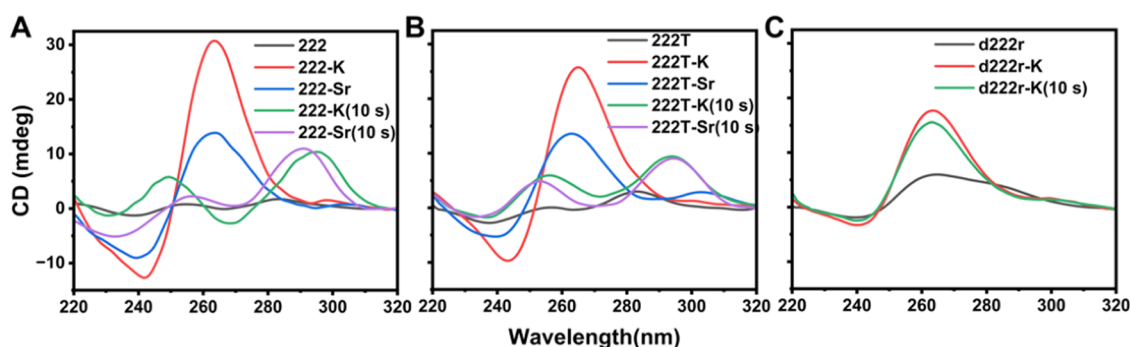 A
B
C
222
222-K
222-Sr
222-K(10 s)
222-Sr(10 s)
222T
222T-K
222T-Sr
222T-K(10 s)
222T-Sr(10 s)
d222r
d222r-K
d222r-K(10 s)
CD (mdeg)
30
20
10
0
−10
220 240 260 280 300 320
220 240 260 280 300 320
220 240 260 280 300 320
Wavelength(nm)